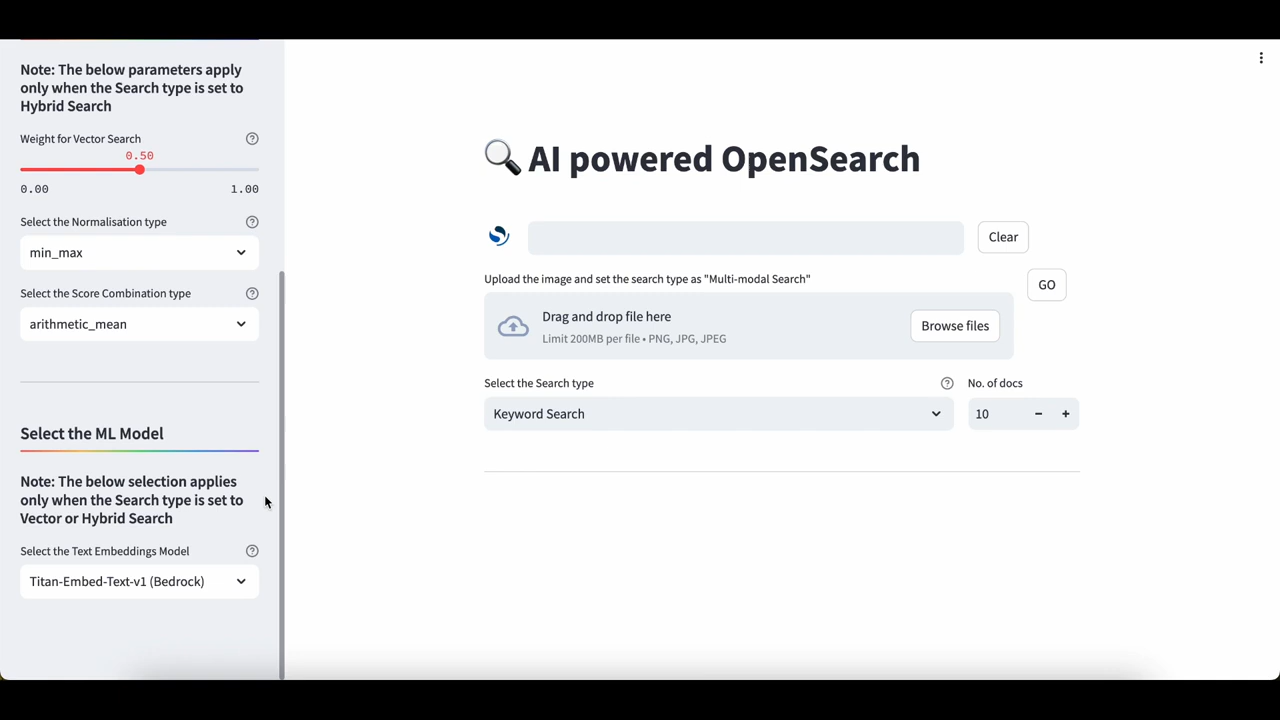 Note: The below parameters apply
only when the Search type is set to
Hybrid Search
Weight for Vector Search
0.50
0.00 1.00
Select the Normalisation type
min_max
Select the Score Combination type
arithmetic_mean
Select the ML Model
Note: The below selection applies
only when the Search type is set to
Vector or Hybrid Search
Select the Text Embeddings Model
Titan-Embed-Text-v1 (Bedrock)
AI powered OpenSearch
Clear
Upload the image and set the search type as "Multi-modal Search"
GO
Drag and drop file here
Limit 200MB per file • PNG, JPG, JPEG
Browse files
Select the Search type
No. of docs
Keyword Search
10 - +